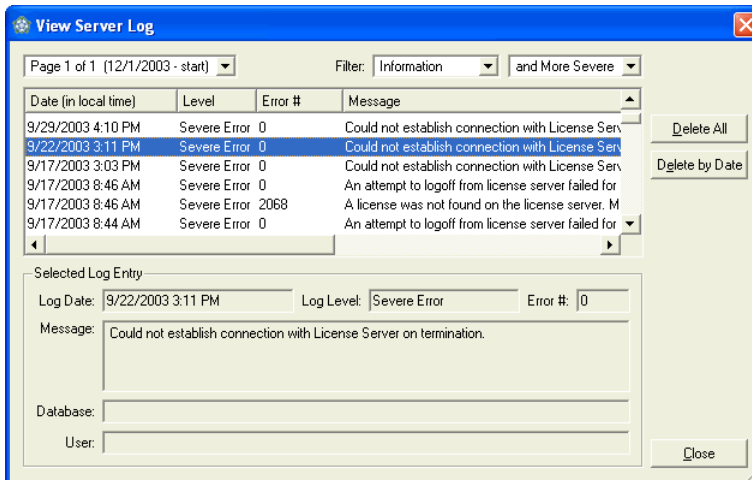 View Server Log
Page 1 of 1 (12/1/2003 - start) Filter: Information and More Severe
Date (in local time) Level Error # Message
9/29/2003 4:10 PM Severe Error 0 Could not establish connection with License Serv
9/22/2003 3:11 PM Severe Error 0 Could not establish connection with License Serv
9/17/2003 3:03 PM Severe Error 0 Could not establish connection with License Serv
9/17/2003 8:46 AM Severe Error 0 An attempt to logoff from license server failed for
9/17/2003 8:46 AM Severe Error 2068 A license was not found on the license server. M
9/17/2003 8:44 AM Severe Error 0 An attempt to logoff from license server failed for
Delete All
Delete by Date
Selected Log Entry
Log Date: 9/22/2003 3:11 PM Log Level: Severe Error Error #: 0
Message: Could not establish connection with License Server on termination.
Database:
User:
Close